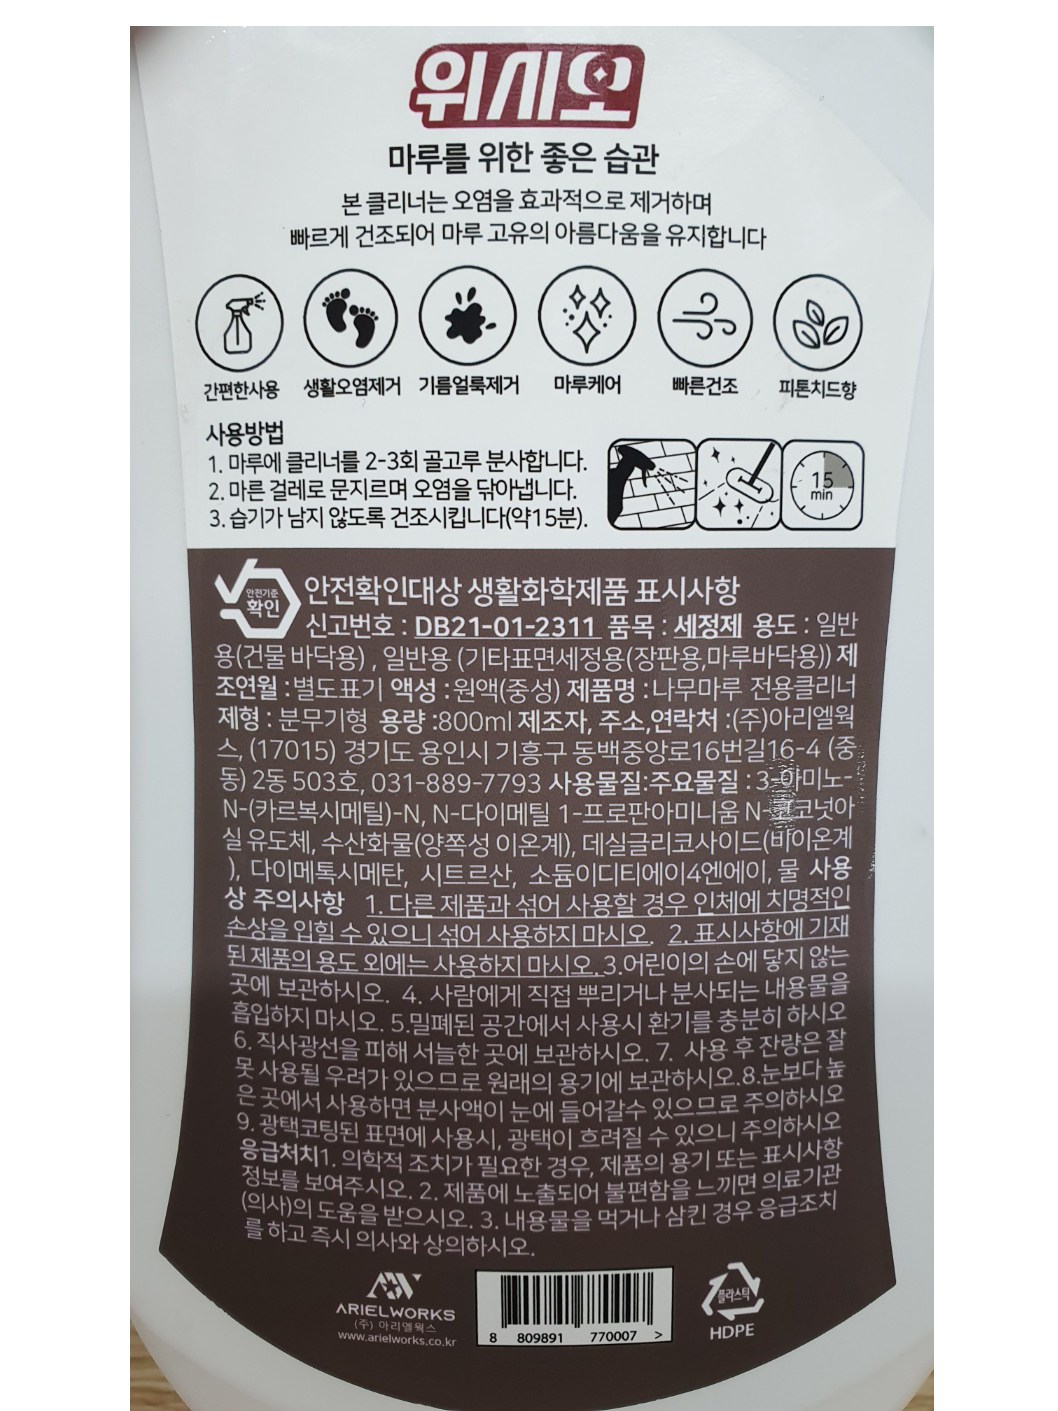 위시오
마루를 위한 좋은 습관
본 클리너는 오염을 효과적으로 제거하며
빠르게 건조되어 마루 고유의 아름다움을 유지합니다
간편한사용 생활오염제거 기름얼룩제거 마루케어 빠른건조 피톤치드향
사용방법
1. 마루에 클리너를 2-3회 골고루 분사합니다.
2. 마른 걸레로 문지르며 오염을 닦아냅니다.
3. 습기가 남지 않도록 건조시킵니다(약15분).
15
min
안전기준
확인
안전확인대상 생활화학제품 표시사항
신고번호 : DB21-01-2311 품목 : 세정제 용도 : 일반
용(건물 바닥용) , 일반용 (기타표면세정용(장판용,마루바닥용)) 제
조연월 : 별도표기 액성 : 원액(중성) 제품명 : 나무마루 전용클리너
제형 : 분무기형 용량 :800ml 제조자, 주소,연락처 :(주)아리엘웍
스, (17015) 경기도 용인시 기흥구 동백중앙로16번길16-4 (중
동) 2동 503호, 031-889-7793 사용물질:주요물질 : 3-아미노-
N-(카르복시메틸)-N, N-다이메틸 1-프로판아미니움 N-코코넛아
실 유도체, 수산화물(양쪽성 이온계), 데실글리코사이드(비이온계
), 다이메톡시메탄, 시트르산, 소듐이디티에이4엔에이, 물 사용
상 주의사항 1. 다른 제품과 섞어 사용할 경우 인체에 치명적인
손상을 입힐 수 있으니 섞어 사용하지 마시오. 2. 표시사항에 기재
된 제품의 용도 외에는 사용하지 마시오.3.어린이의 손에 닿지 않는
곳에 보관하시오. 4. 사람에게 직접 뿌리거나 분사되는 내용물을
흡입하지 마시오. 5.밀폐된 공간에서 사용시 환기를 충분히 하시오
6. 직사광선을 피해 서늘한 곳에 보관하시오. 7. 사용 후 잔량은 잘
못 사용될 우려가 있으므로 원래의 용기에 보관하시오.8.눈보다 높
은 곳에서 사용하면 분사액이 눈에 들어갈수 있으므로 주의하시오
9. 광택코팅된 표면에 사용시, 광택이 흐려질 수 있으니 주의하시오
응급처치1. 의학적 조치가 필요한 경우, 제품의 용기 또는 표시사항
정보를 보여주시오. 2. 제품에 노출되어 불편함을 느끼면 의료기관
(의사)의 도움을 받으시오. 3. 내용물을 먹거나 삼킨 경우 응급조치
를 하고 즉시 의사와 상의하시오.
ARIELWORKS
(주) 아리엘웍스
www.arielworks.co.kr
8 809891 770007 >
플라스틱
HDPE